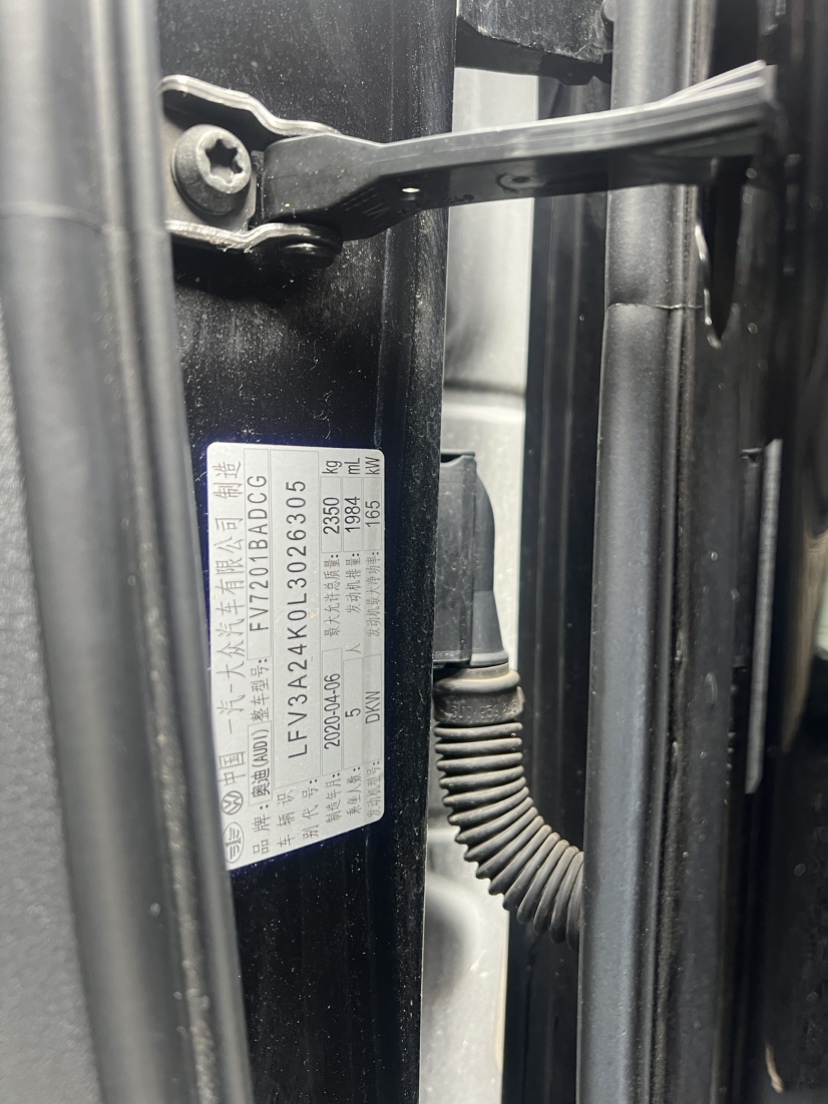 中国 一汽-大众汽车有限公司 制造
品牌:奥迪(AUDI) 整车型号: FV7201BADCG
车辆识别代号: LFV3A24K0L3026305
制造年月: 2020-04-06 最大允许总质量: 2350 kg
乘坐人数: 5 人 发动机排量: 1984 mL
发动机型号: DKW 发动机最大净功率: 165 kW